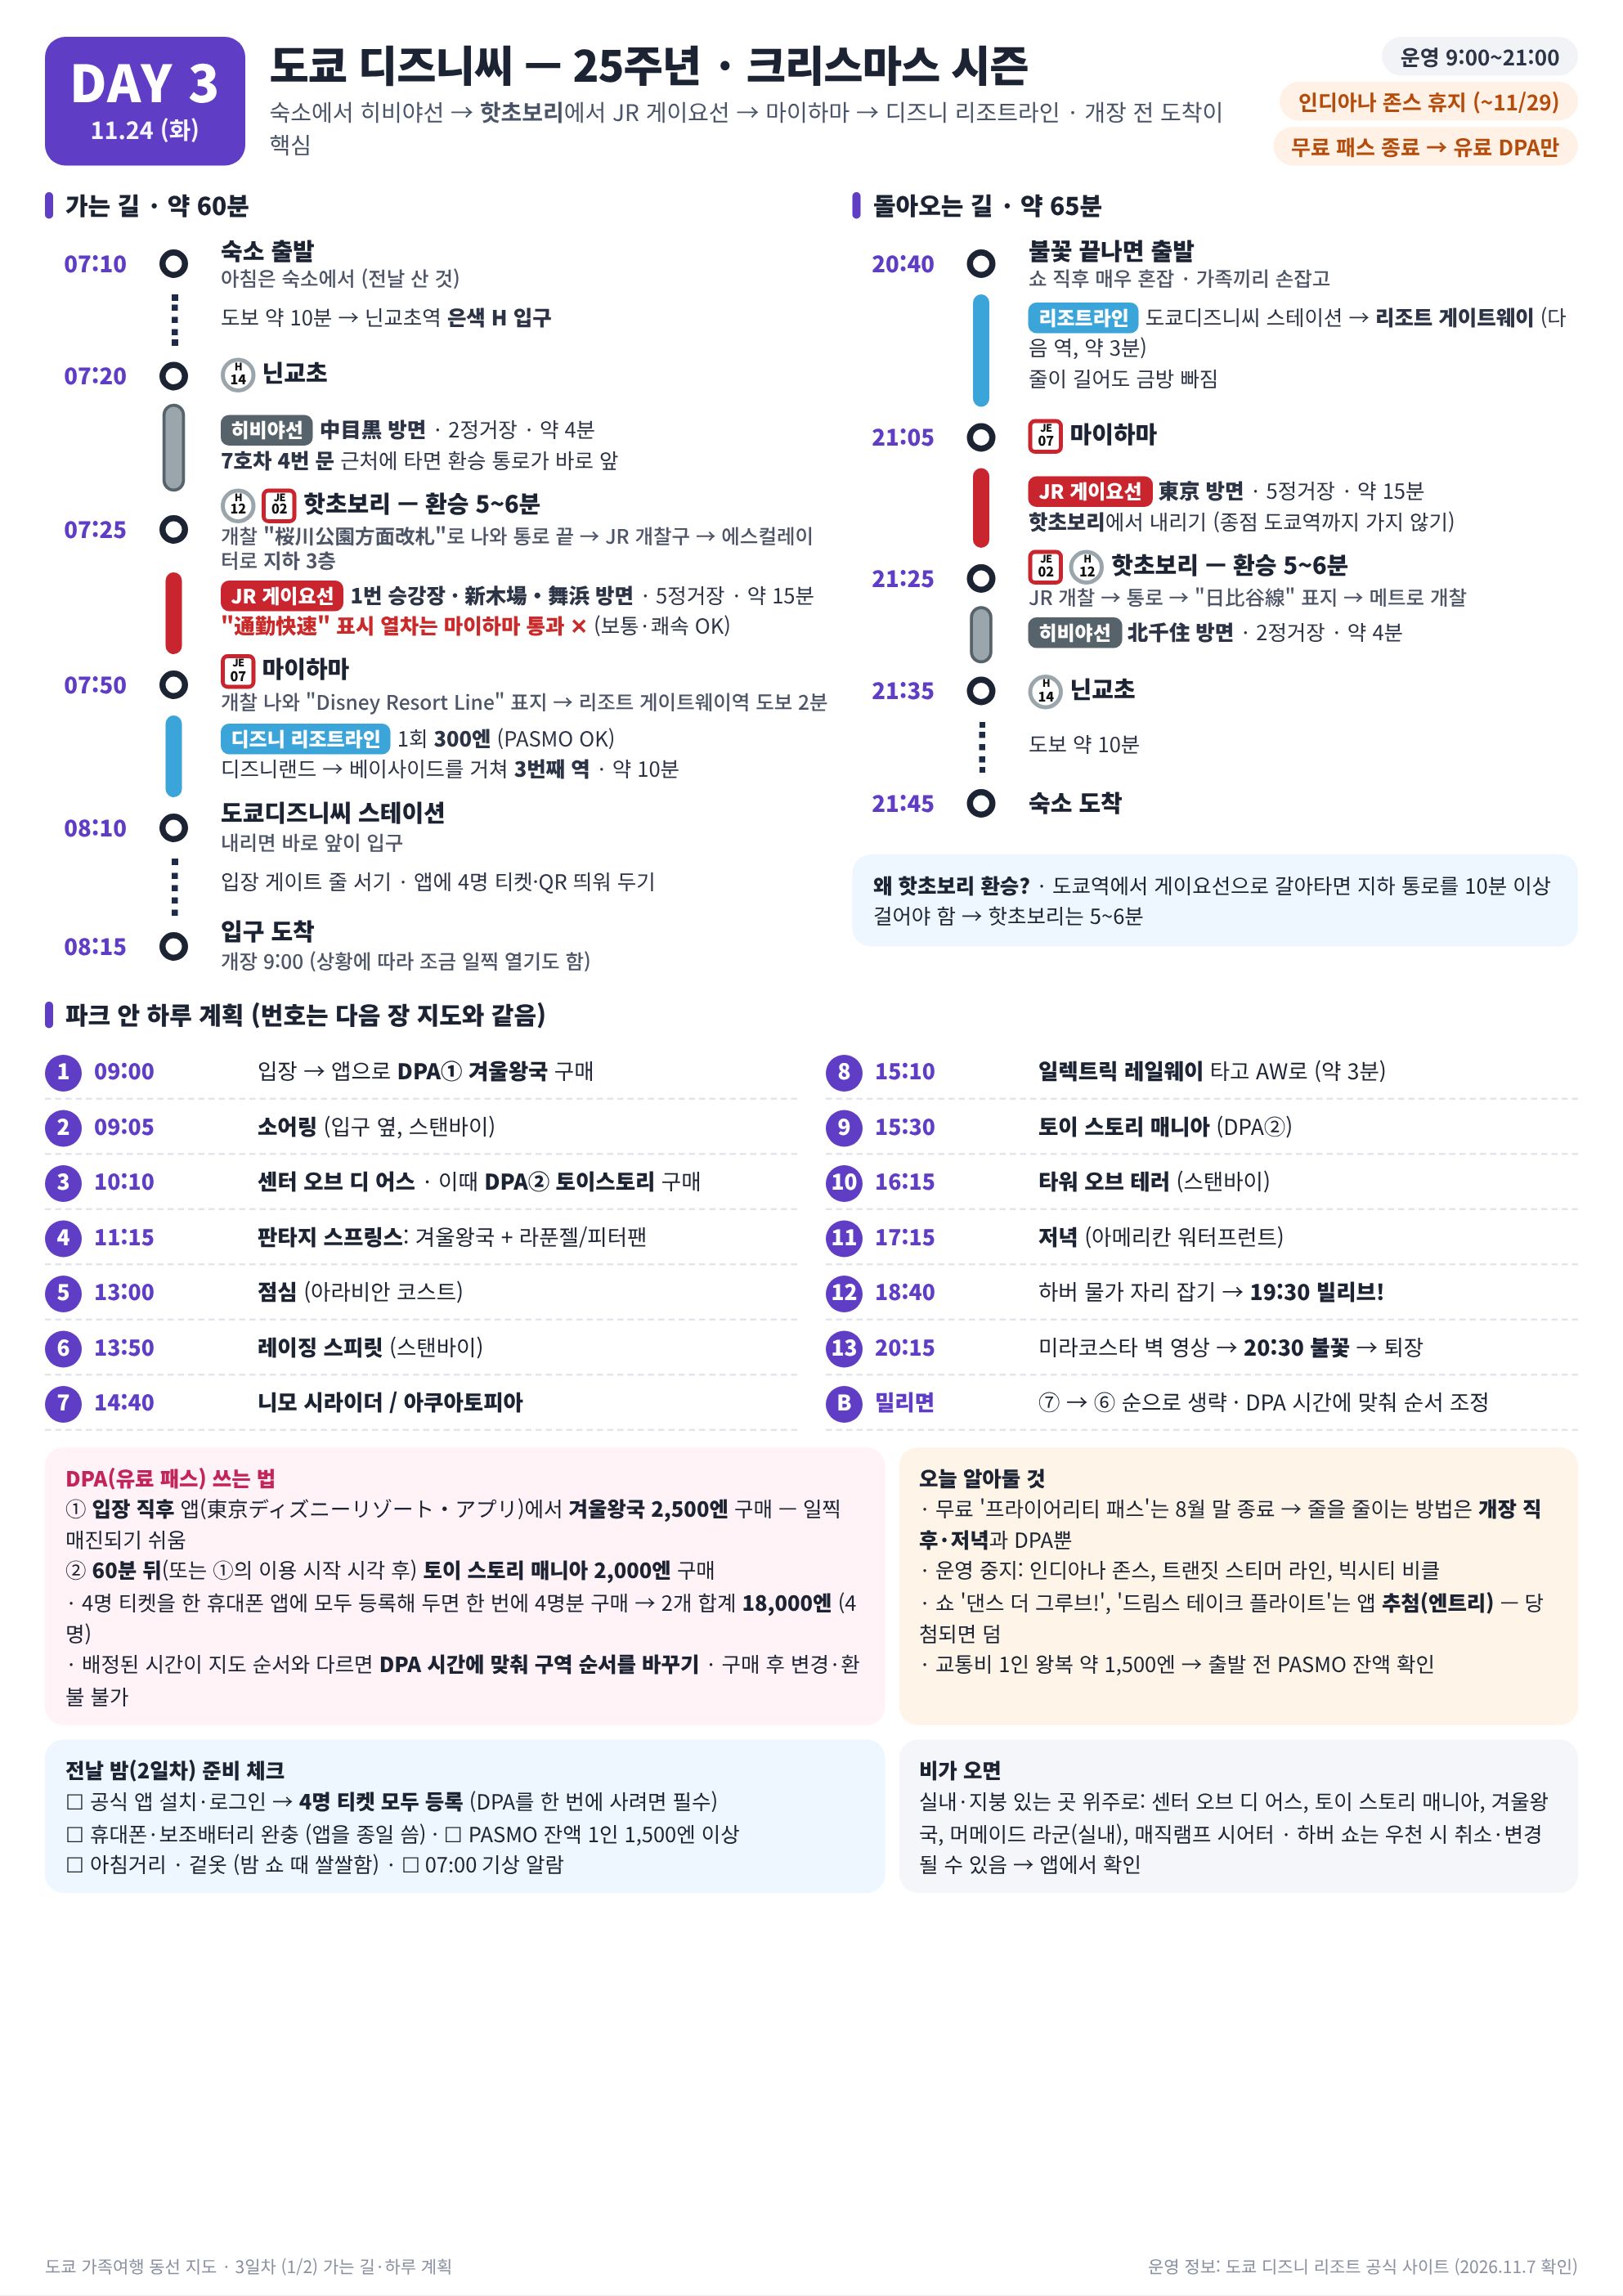 DAY 3
11.24 (화)
도쿄 디즈니씨 — 25주년 · 크리스마스 시즌
숙소에서 히비야선 → 핫초보리에서 JR 게이요선 → 마이하마 → 디즈니 리조트라인 · 개장 전 도착이
핵심
운영 9:00~21:00
인디아나 존스 휴지 (~11/29)
무료 패스 종료 → 유료 DPA만
가는 길 · 약 60분
07:10
숙소 출발
아침은 숙소에서 (전날 산 것)
도보 약 10분 → 닌교초역 은색 H 입구
07:20
H
14
닌교초
히비야선 中目黒 방면 · 2정거장 · 약 4분
7호차 4번 문 근처에 타면 환승 통로가 바로 앞
07:25
H
12
JE
02
핫초보리 — 환승 5~6분
개찰 "桜川公園方面改札"로 나와 통로 끝 → JR 개찰구 → 에스컬레이
터로 지하 3층
JR 게이요선 1번 승강장 · 新木場・舞浜 방면 · 5정거장 · 약 15분
"通勤快速" 표시 열차는 마이하마 통과 × (보통·쾌속 OK)
07:50
JE
07
마이하마
개찰 나와 "Disney Resort Line" 표지 → 리조트 게이트웨이역 도보 2분
디즈니 리조트라인 1회 300엔 (PASMO OK)
디즈니랜드 → 베이사이드를 거쳐 3번째 역 · 약 10분
08:10
도쿄디즈니씨 스테이션
내리면 바로 앞이 입구
입장 게이트 줄 서기 · 앱에 4명 티켓·QR 띄워 두기
08:15
입구 도착
개장 9:00 (상황에 따라 조금 일찍 열기도 함)
돌아오는 길 · 약 65분
20:40
불꽃 끝나면 출발
쇼 직후 매우 혼잡 · 가족끼리 손잡고
리조트라인 도쿄디즈니씨 스테이션 → 리조트 게이트웨이 (다
음 역, 약 3분)
줄이 길어도 금방 빠짐
21:05
JE
07
마이하마
JR 게이요선 東京 방면 · 5정거장 · 약 15분
핫초보리에서 내리기 (종점 도쿄역까지 가지 않기)
21:25
JE
02
H
12
핫초보리 — 환승 5~6분
JR 개찰 → 통로 → "日比谷線" 표지 → 메트로 개찰
히비야선 北千住 방면 · 2정거장 · 약 4분
21:35
H
14
닌교초
도보 약 10분
21:45
숙소 도착
왜 핫초보리 환승? · 도쿄역에서 게이요선으로 갈아타면 지하 통로를 10분 이상
걸어야 함 → 핫초보리는 5~6분
파크 안 하루 계획 (번호는 다음 장 지도와 같음)
1 09:00 입장 → 앱으로 DPA① 겨울왕국 구매
2 09:05 소어링 (입구 옆, 스탠바이)
3 10:10 센터 오브 디 어스 · 이때 DPA② 토이스토리 구매
4 11:15 판타지 스프링스: 겨울왕국 + 라푼젤/피터팬
5 13:00 점심 (아라비안 코스트)
6 13:50 레이징 스피릿 (스탠바이)
7 14:40 니모 시라이더 / 아쿠아토피아
8 15:10 일렉트릭 레일웨이 타고 AW로 (약 3분)
9 15:30 토이 스토리 매니아 (DPA②)
10 16:15 타워 오브 테러 (스탠바이)
11 17:15 저녁 (아메리칸 워터프런트)
12 18:40 하버 물가 자리 잡기 → 19:30 빌리브!
13 20:15 미라코스타 벽 영상 → 20:30 불꽃 → 퇴장
B 밀리면 ⑦ → ⑥ 순으로 생략 · DPA 시간에 맞춰 순서 조정
DPA(유료 패스) 쓰는 법
① 입장 직후 앱(東京ディズニーリゾート・アプリ)에서 겨울왕국 2,500엔 구매 — 일찍
매진되기 쉬움
② 60분 뒤(또는 ①의 이용 시작 시각 후) 토이 스토리 매니아 2,000엔 구매
· 4명 티켓을 한 휴대폰 앱에 모두 등록해 두면 한 번에 4명분 구매 → 2개 합계 18,000엔 (4
명)
· 배정된 시간이 지도 순서와 다르면 DPA 시간에 맞춰 구역 순서를 바꾸기 · 구매 후 변경·환
불 불가
오늘 알아둘 것
· 무료 '프라이어리티 패스'는 8월 말 종료 → 줄을 줄이는 방법은 개장 직
후·저녁과 DPA뿐
· 운영 중지: 인디아나 존스, 트랜짓 스티머 라인, 빅시티 비클
· 쇼 '댄스 더 그루브!', '드림스 테이크 플라이트'는 앱 추첨(엔트리) — 당
첨되면 덤
· 교통비 1인 왕복 약 1,500엔 → 출발 전 PASMO 잔액 확인
전날 밤(2일차) 준비 체크
☐ 공식 앱 설치·로그인 → 4명 티켓 모두 등록 (DPA를 한 번에 사려면 필수)
☐ 휴대폰·보조배터리 완충 (앱을 종일 씀) · ☐ PASMO 잔액 1인 1,500엔 이상
☐ 아침거리 · 겉옷 (밤 쇼 때 쌀쌀함) · ☐ 07:00 기상 알람
비가 오면
실내·지붕 있는 곳 위주로: 센터 오브 디 어스, 토이 스토리 매니아, 겨울왕
국, 머메이드 라군(실내), 매직램프 시어터 · 하버 쇼는 우천 시 취소·변경
될 수 있음 → 앱에서 확인
도쿄 가족여행 동선 지도 · 3일차 (1/2) 가는 길·하루 계획
운영 정보: 도쿄 디즈니 리조트 공식 사이트 (2026.11.7 확인)